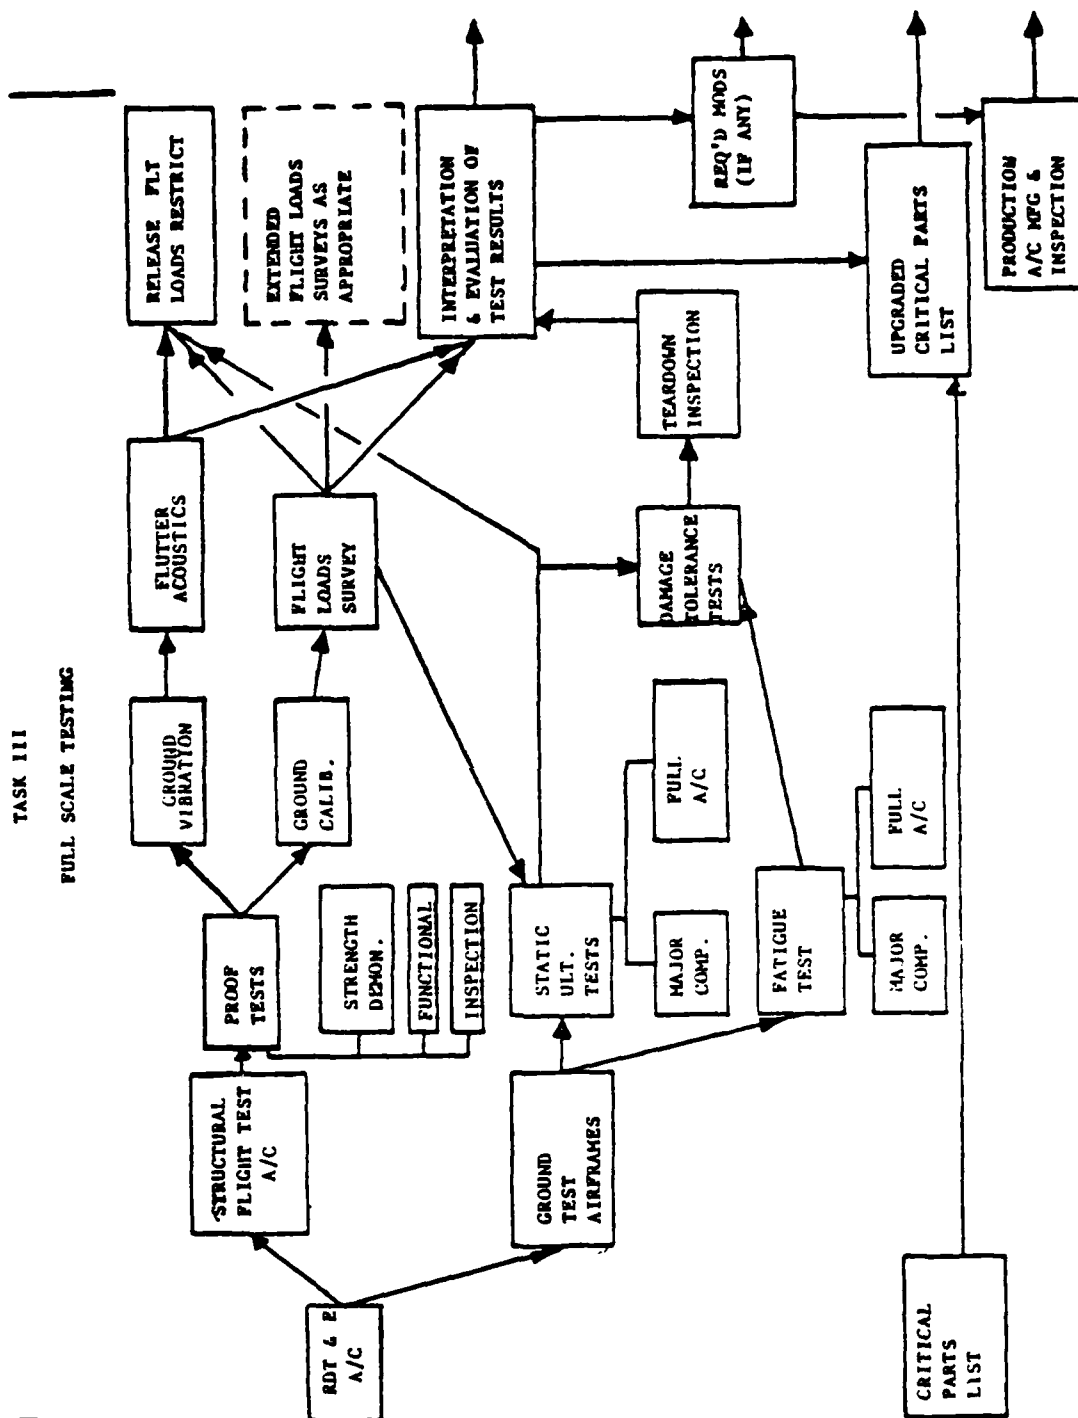 TASK III
FULL SCALE TESTING
RDT & E
A/C
STRUCTURAL
FLIGHT TEST
A/C
PROOF
TESTS
GROUND
VIBRATION
FLUTTER
ACOUSTICS
RELEASE FLT
LOADS RESTRICT
GROUND
CALIB.
FLIGHT
LOADS
SURVEY
EXTENDED
FLIGHT LOADS
SURVEYS AS
APPROPRIATE
STRENGTH
DEMON.
FUNCTIONAL
INSPECTION
INTERPRETATION
& EVALUATION OF
TEST RESULTS
GROUND
TEST
AIRFRAMES
STATIC
ULT.
TESTS
MAJOR
COMP.
FULL
A/C
DAMAGE
TOLERANCE
TESTS
TEARDOWN
INSPECTION
REQ'D MODS
(IF ANY)
FATIGUE
TEST
MAJOR
COMP.
FULL
A/C
CRITICAL
PARTS
LIST
UPGRADED
CRITICAL PARTS
LIST
PRODUCTION
A/C MFG &
INSPECTION